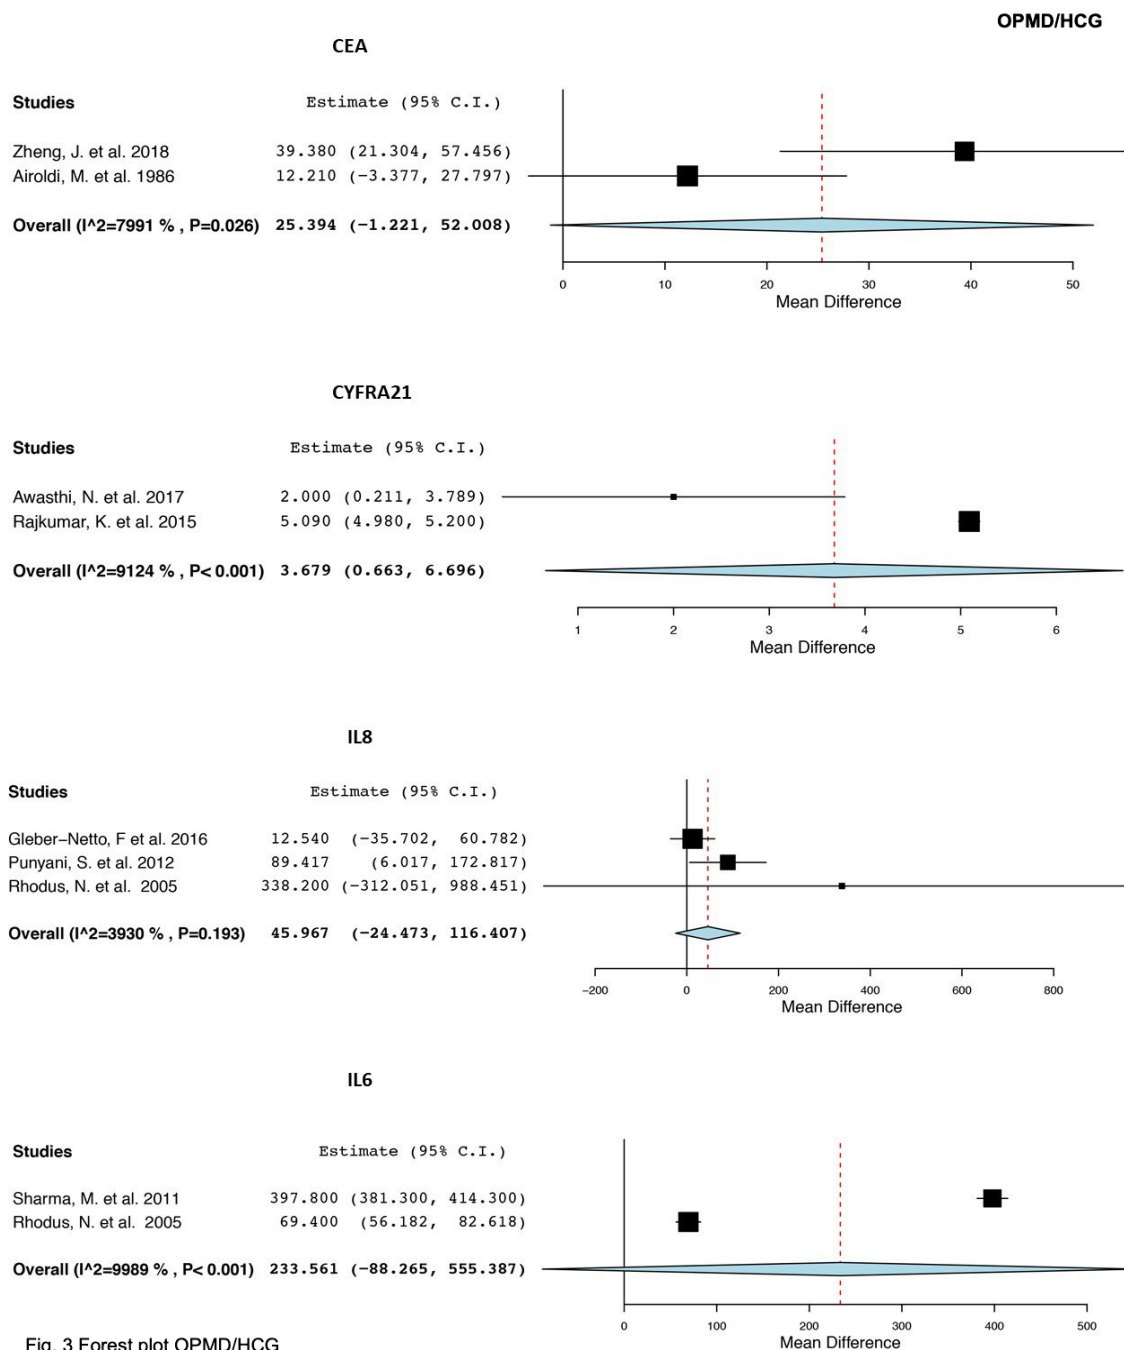 OPMD/HCG
CEA
Studies Estimate (95% C.I.)
Zheng, J. et al. 2018 39.380 (21.304, 57.456)
Airoldi, M. et al. 1986 12.210 (−3.377, 27.797)
Overall (I^2=7991 % , P=0.026) 25.394 (−1.221, 52.008)
0 10 20 30 40 50
Mean Difference
CYFRA21
Studies Estimate (95% C.I.)
Awasthi, N. et al. 2017 2.000 (0.211, 3.789)
Rajkumar, K. et al. 2015 5.090 (4.980, 5.200)
Overall (I^2=9124 % , P< 0.001) 3.679 (0.663, 6.696)
1 2 3 4 5 6
Mean Difference
IL8
Studies Estimate (95% C.I.)
Gleber−Netto, F et al. 2016 12.540 (−35.702, 60.782)
Punyani, S. et al. 2012 89.417 (6.017, 172.817)
Rhodus, N. et al. 2005 338.200 (−312.051, 988.451)
Overall (I^2=3930 % , P=0.193) 45.967 (−24.473, 116.407)
−200 0 200 400 600 800
Mean Difference
IL6
Studies Estimate (95% C.I.)
Sharma, M. et al. 2011 397.800 (381.300, 414.300)
Rhodus, N. et al. 2005 69.400 (56.182, 82.618)
Overall (I^2=9989 % , P< 0.001) 233.561 (−88.265, 555.387)
0 100 200 300 400 500
Mean Difference
Fig. 3 Forest plot OPMD/HCG